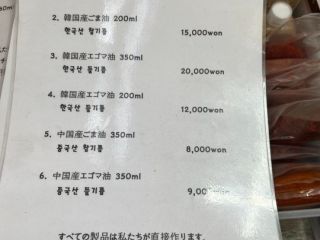 2. 韓国産ごま油 200ml
한국산 참기름 15,000won
3. 韓国産エゴマ油 350ml
한국산 들기름 20,000won
4. 韓国産エゴマ油 200ml
한국산 들기름 12,000won
5. 中国産ごま油 350ml
중국산 참기름 8,000won
6. 中国産エゴマ油 350ml
중국산 들기름 9,000won
すべての製品は私たちが直接作ります。